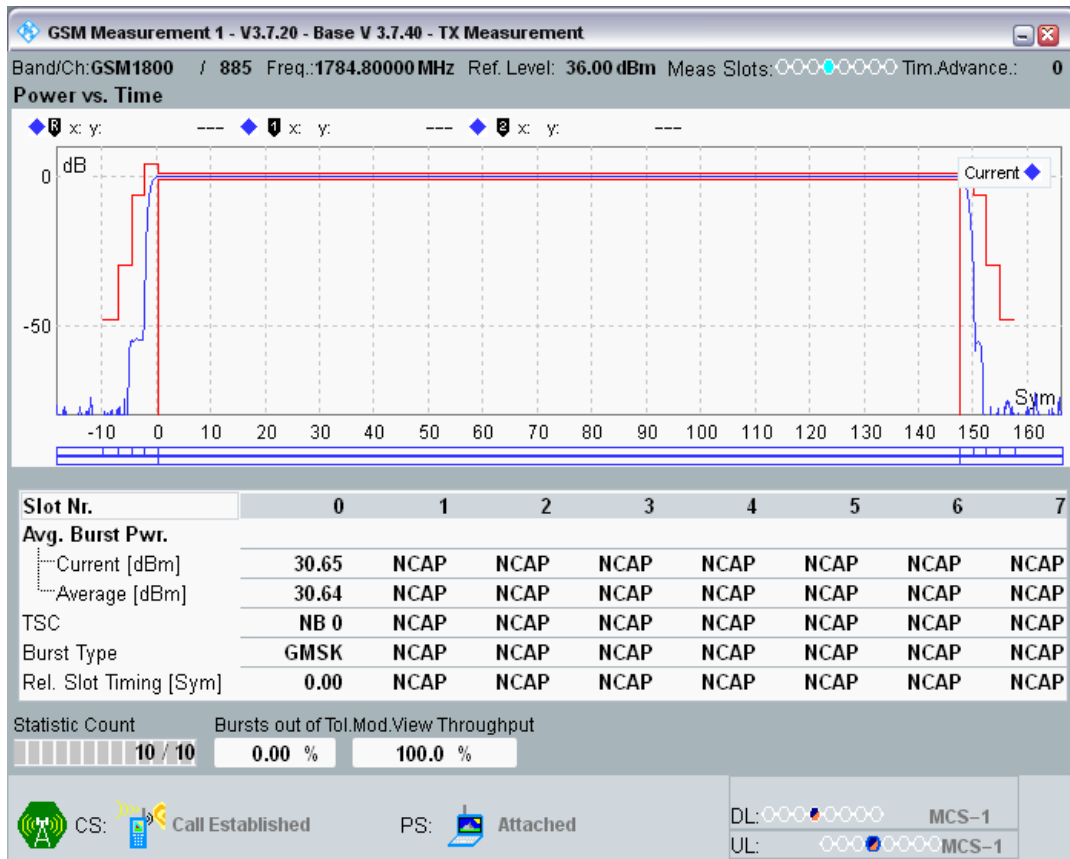 GSM Measurement 1 - V3.7.20 - Base V 3.7.40 - TX Measurement
Band/Ch:GSM1800 / 885 Freq.:1784.80000 MHz Ref. Level: 36.00 dBm Meas Slots: Tim.Advance.: 0
Power vs. Time
R x: y: --- 1 x: y: --- 2 x: y: ---
dB
Current
0
-50
Sym
-10 0 10 20 30 40 50 60 70 80 90 100 110 120 130 140 150 160
Slot Nr. 0 1 2 3 4 5 6 7
Avg. Burst Pwr.
Current [dBm] 30.65 NCAP NCAP NCAP NCAP NCAP NCAP NCAP
Average [dBm] 30.64 NCAP NCAP NCAP NCAP NCAP NCAP NCAP
TSC NB 0 NCAP NCAP NCAP NCAP NCAP NCAP NCAP
Burst Type GMSK NCAP NCAP NCAP NCAP NCAP NCAP NCAP
Rel. Slot Timing [Sym] 0.00 NCAP NCAP NCAP NCAP NCAP NCAP NCAP
Statistic Count Bursts out of Tol.Mod.View Throughput
10 / 10 0.00 % 100.0 %
CS: Call Established PS: Attached
DL: MCS-1
UL: MCS-1